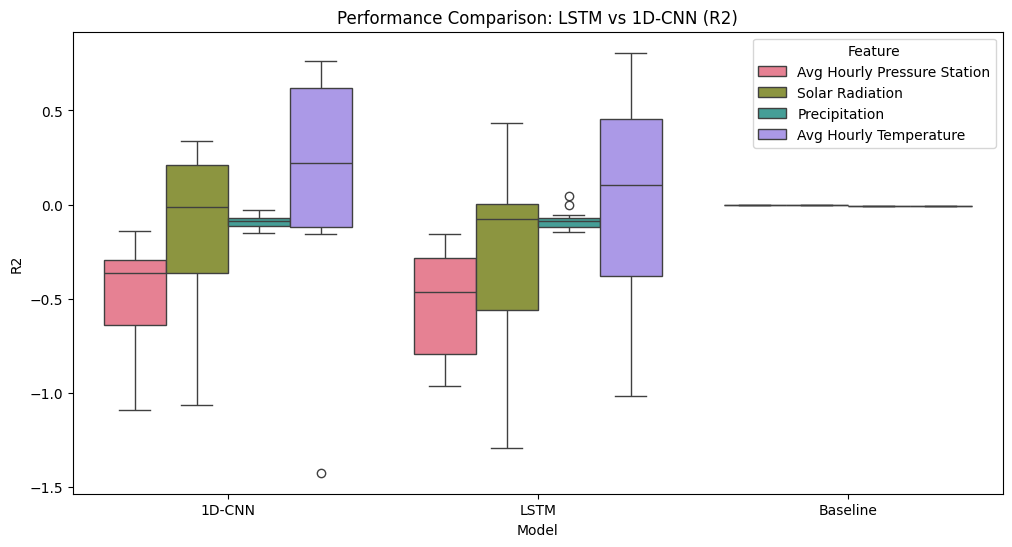 Performance Comparison: LSTM vs 1D-CNN (R2)
Feature
Avg Hourly Pressure Station
Solar Radiation
Precipitation
Avg Hourly Temperature
0.5
0.0
−0.5
−1.0
−1.5
R2
1D-CNN
LSTM
Baseline
Model